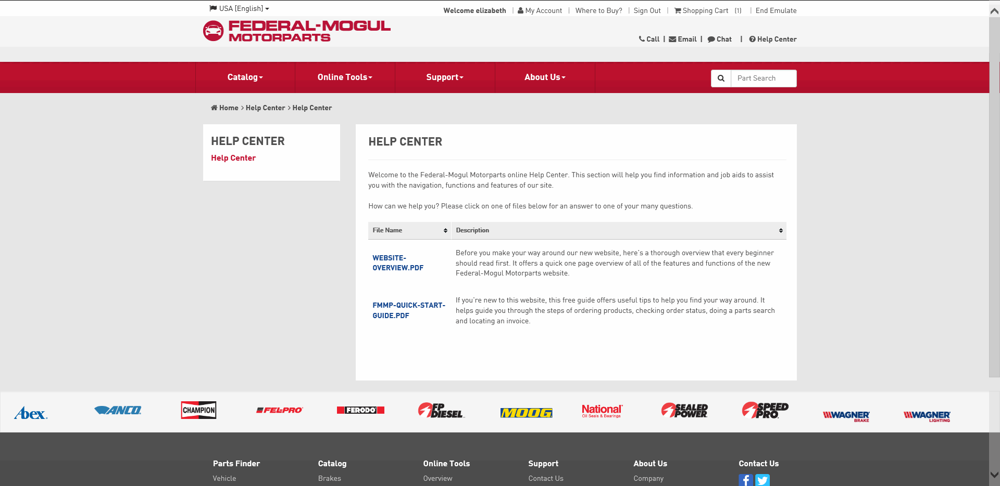 USA [English]
Welcome elizabeth | My Account | Where to Buy? | Sign Out | Shopping Cart (1) | End Emulate
FEDERAL-MOGUL
MOTORPARTS
Call | Email | Chat | Help Center
Catalog Online Tools Support About Us Part Search
Home > Help Center > Help Center
HELP CENTER
Help Center
HELP CENTER
Welcome to the Federal-Mogul Motorparts online Help Center. This section will help you find information and job aids to assist
you with the navigation, functions and features of our site.
How can we help you? Please click on one of files below for an answer to one of your many questions.
File Name Description
WEBSITE-
OVERVIEW.PDF
Before you make your way around our new website, here's a thorough overview that every beginner
should read first. It offers a quick one page overview of all of the features and functions of the new
Federal-Mogul Motorparts website.
FMMP-QUICK-START-
GUIDE.PDF
If you're new to this website, this free guide offers useful tips to help you find your way around. It
helps guide you through the steps of ordering products, checking order status, doing a parts search
and locating an invoice.
Abex
ANCO
CHAMPION
FEL-PRO
FERODO
FP
DIESEL
MOOG
National
Oil Seals & Bearings
SEALED
POWER
SPEED
PRO
WAGNER
BRAKE
WAGNER
LIGHTING
Parts Finder Catalog Online Tools Support About Us Contact Us
Vehicle Brakes Overview Contact Us Company